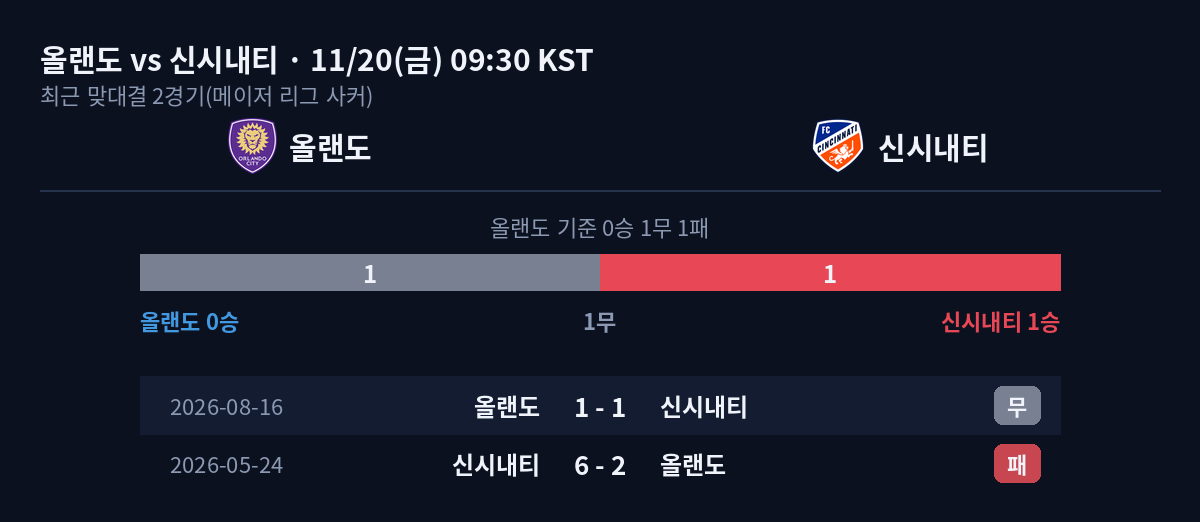 올랜도 vs 신시내티 · 11/20(금) 09:30 KST
최근 맞대결 2경기(메이저 리그 사커)
ORLANDO CITY 올랜도
FC CINCINNATI 신시내티
올랜도 기준 0승 1무 1패
1 1
올랜도 0승 1무 신시내티 1승
2026-08-16 올랜도 1 - 1 신시내티 무
2026-05-24 신시내티 6 - 2 올랜도 패